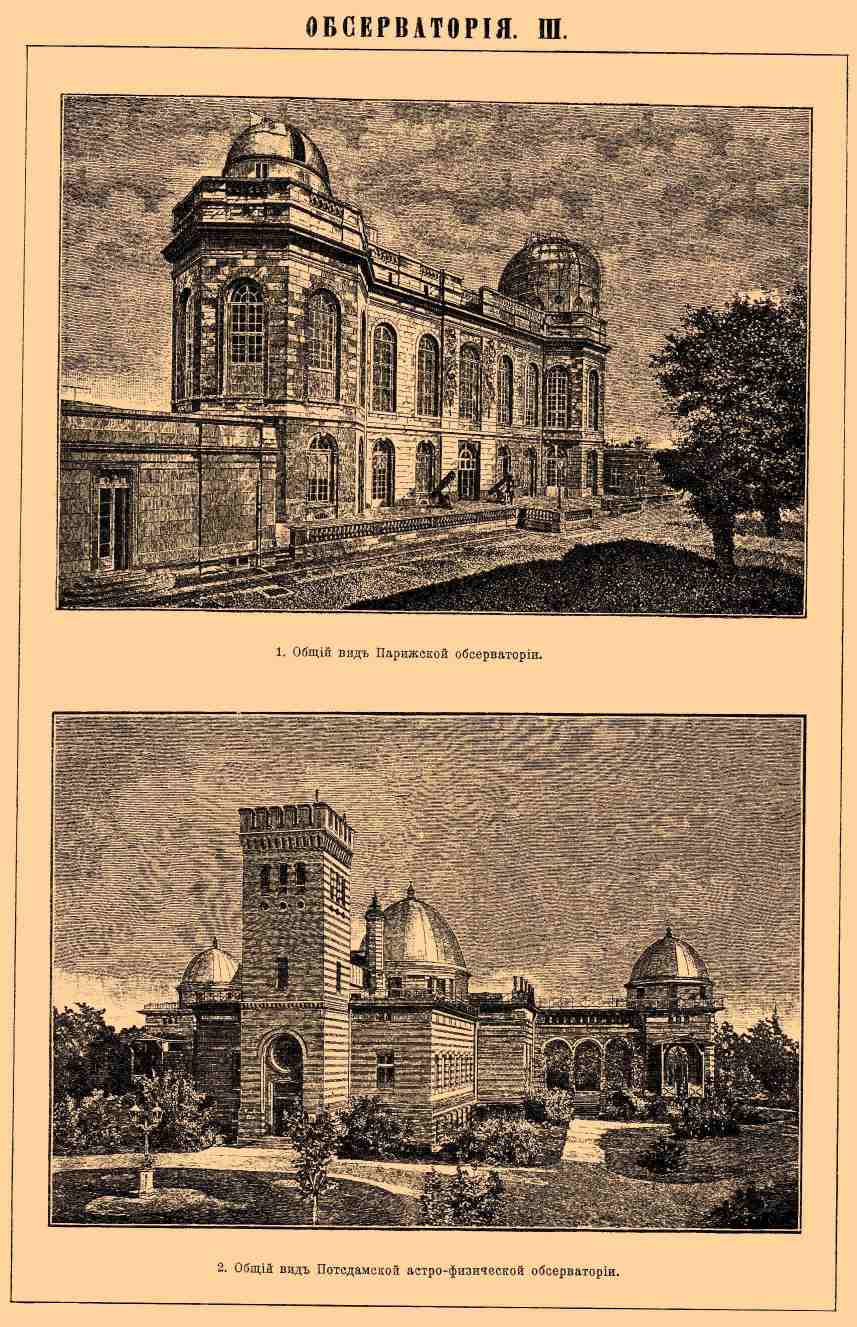 ОБСЕРВАТОРІЯ. III.
1. Общій видъ Парижской обсерваторіи.
2. Общій видъ Потсдамской астро-физической обсерваторіи.